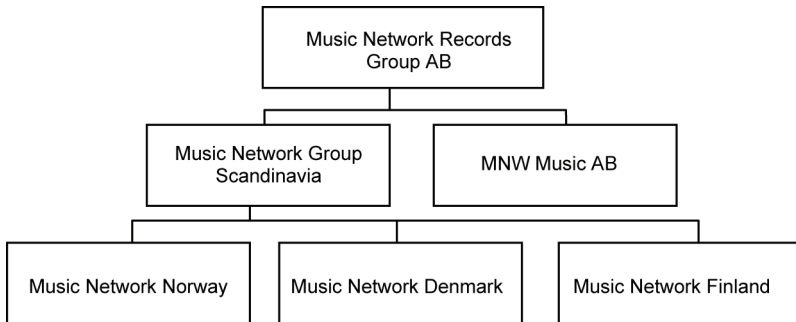 Music Network Records
Group AB
Music Network Group
Scandinavia
MNW Music AB
Music Network Norway
Music Network Denmark
Music Network Finland